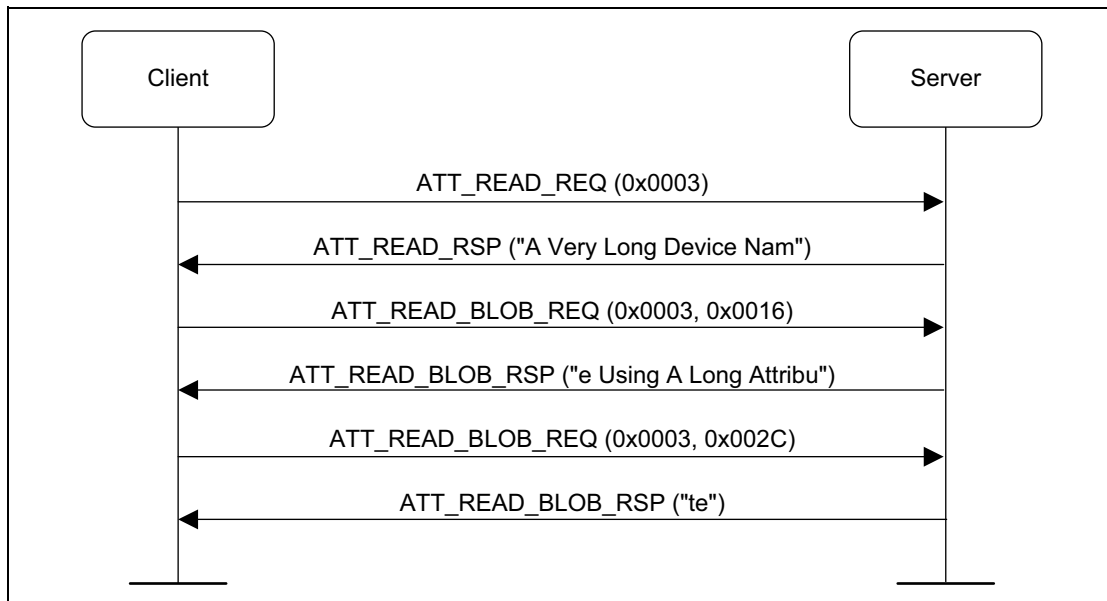 Client
Server
ATT_READ_REQ (0x0003)
ATT_READ_RSP ("A Very Long Device Nam")
ATT_READ_BLOB_REQ (0x0003, 0x0016)
ATT_READ_BLOB_RSP ("e Using A Long Attribu")
ATT_READ_BLOB_REQ (0x0003, 0x002C)
ATT_READ_BLOB_RSP ("te")